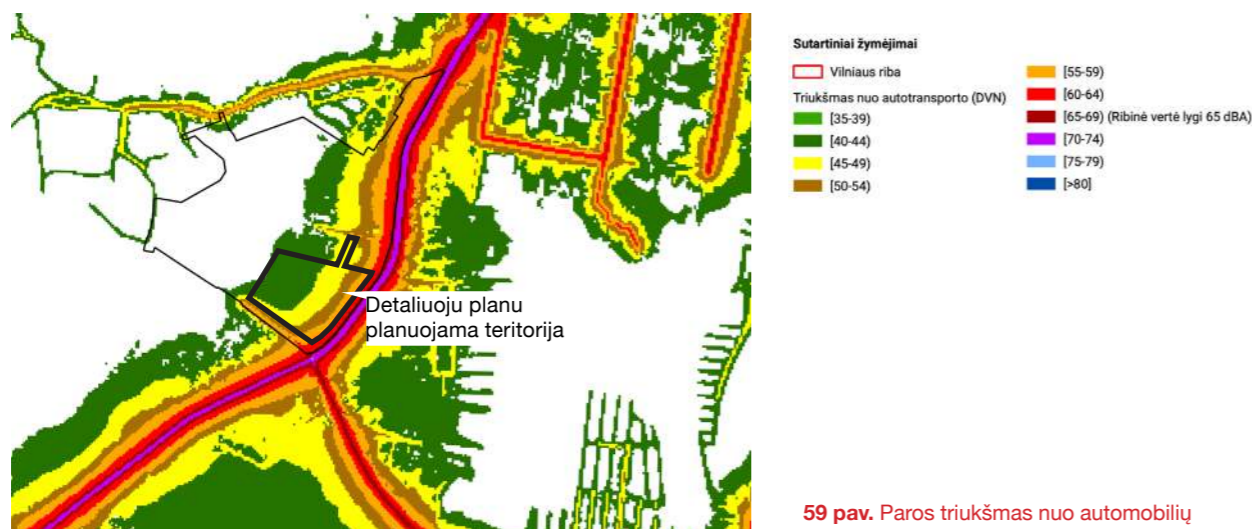 Detaliuoju planu
planuojama teritorija
Sutartiniai žymėjimai
Vilniaus riba
Triukšmas nuo autotransporto (DVN)
[35-39)
[40-44)
[45-49)
[50-54)
[55-59)
[60-64)
[65-69) (Ribinė vertė lygi 65 dBA)
[70-74)
[75-79)
[>80]
59 pav. Paros triukšmas nuo automobilių